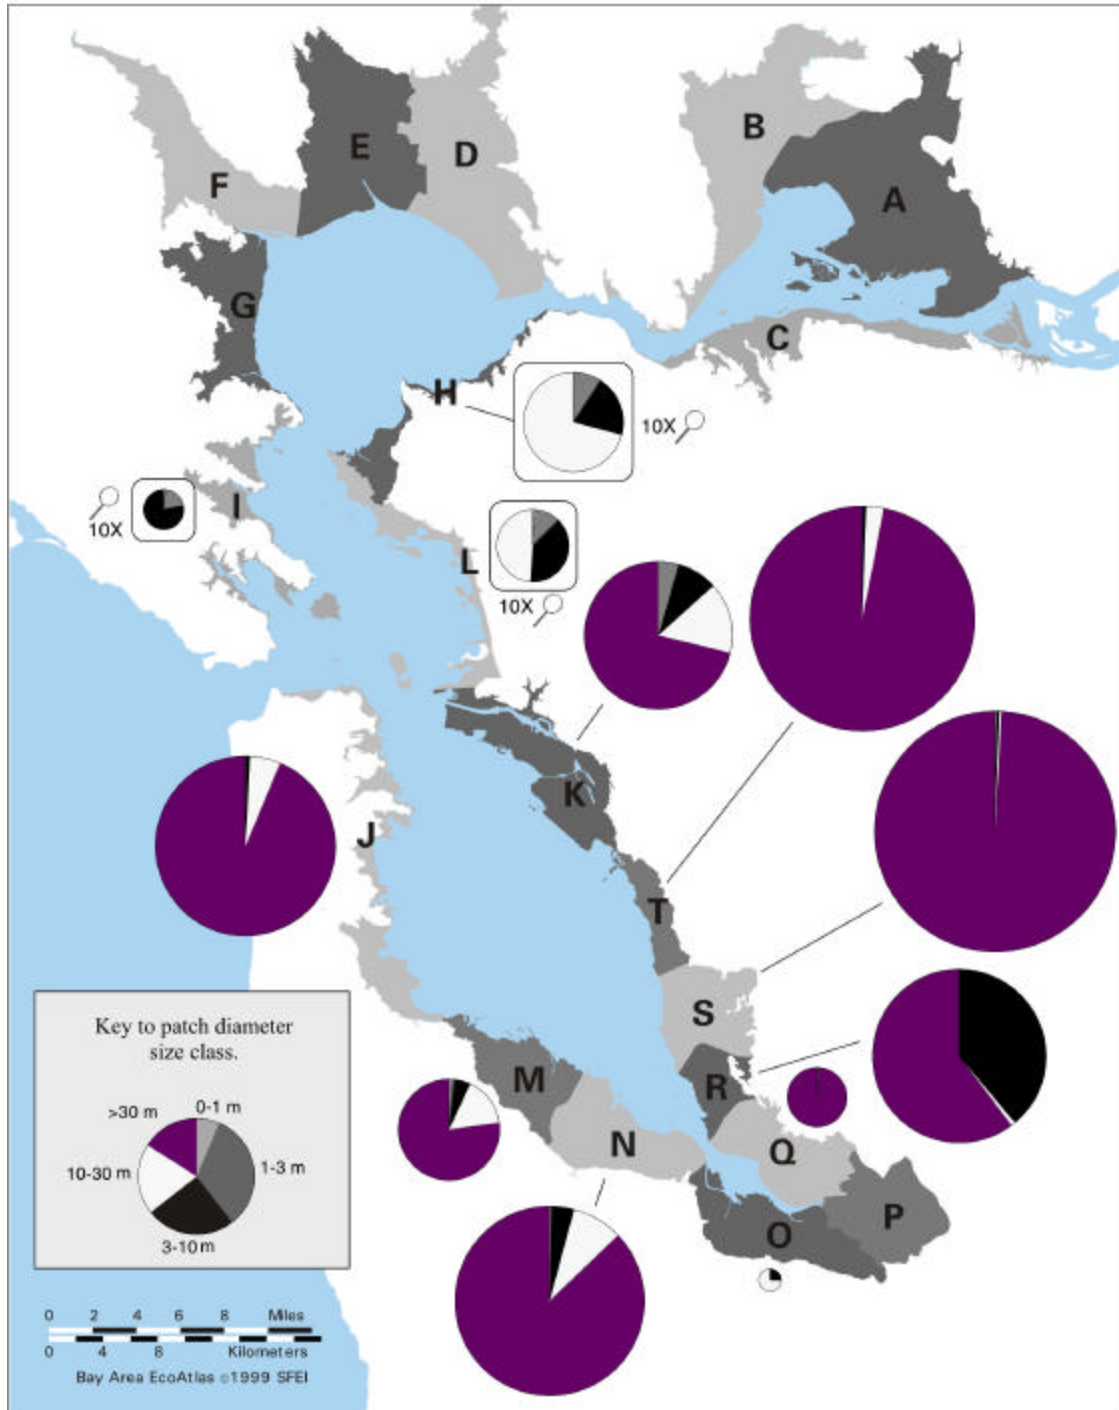 E
D
B
F
A
G
C
H
10X
I
10X
L
10X
K
J
T
S
Key to patch diameter
size class.
>30 m
0-1 m
10-30 m
1-3 m
3-10 m
M
R
N
Q
O
P
0 2 4 6 8 Miles
0 4 8 Kilometers
Bay Area EcoAtlas ©1999 SFEI